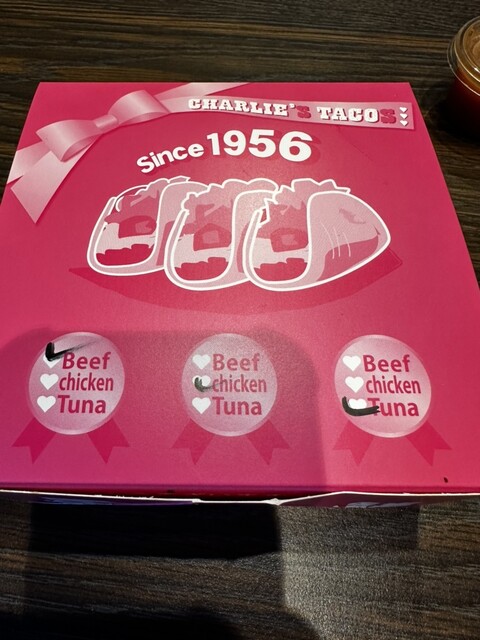 CHARLIE'S TACOS
Since 1956
Beef
chicken
Tuna
Beef
chicken
Tuna
Beef
chicken
Tuna